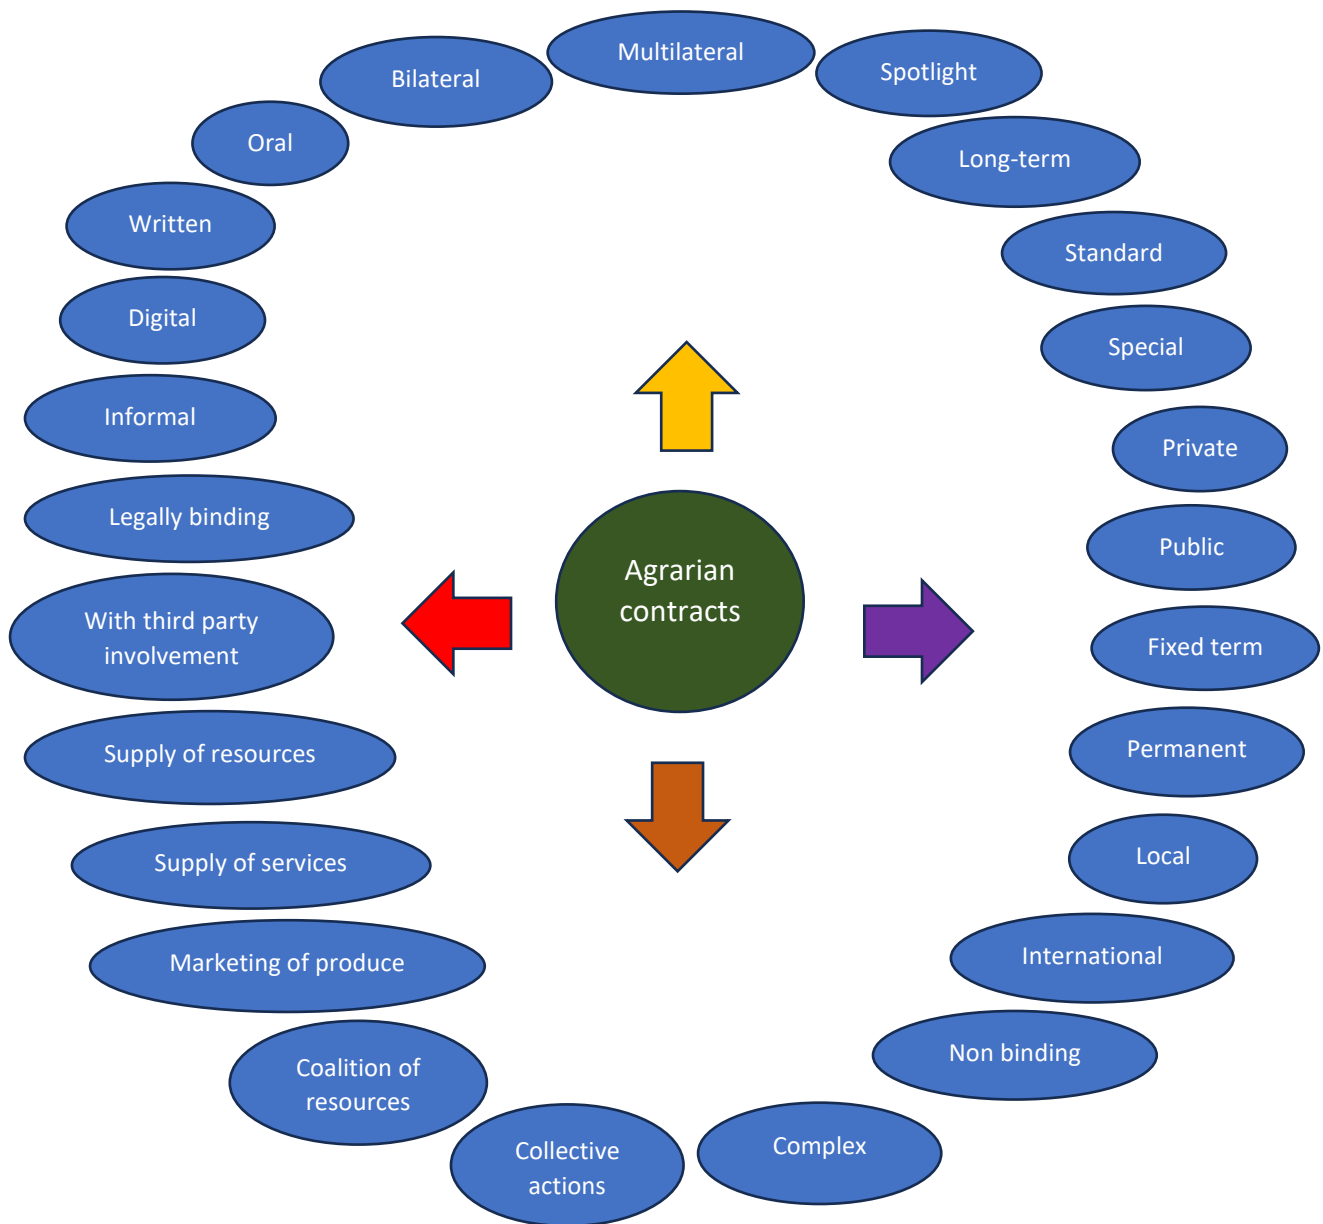 Multilateral
Bilateral
Spotlight
Oral
Long-term
Written
Standard
Digital
Special
Informal
Private
Legally binding
Public
Agrarian
contracts
With third party
involvement
Fixed term
Supply of resources
Permanent
Supply of services
Local
Marketing of produce
International
Non binding
Coalition of
resources
Complex
Collective
actions